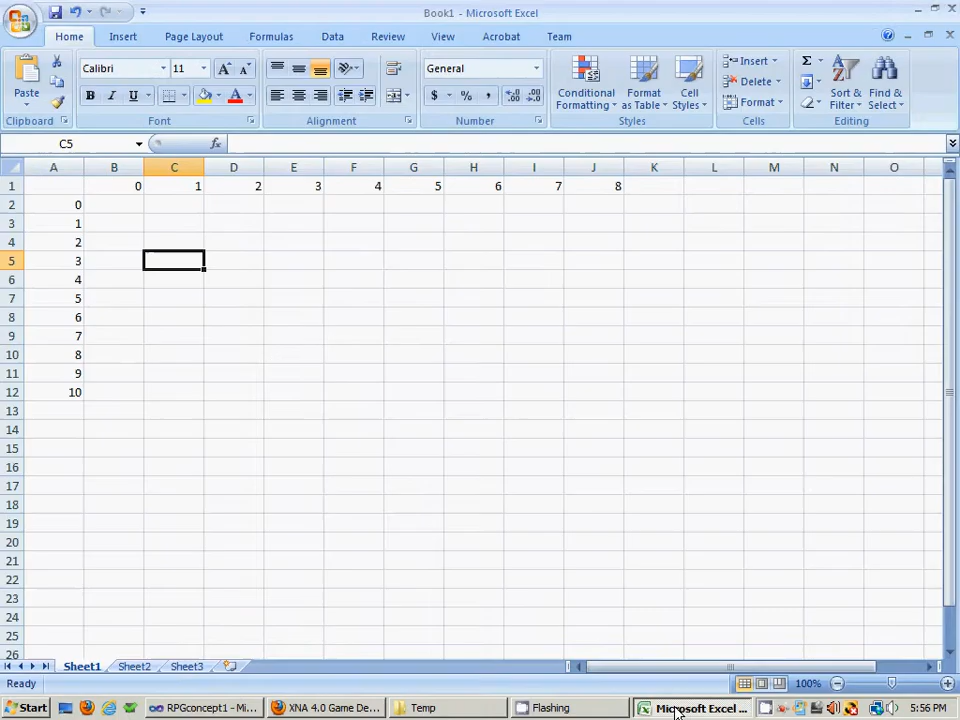 Book1 - Microsoft Excel
Home Insert Page Layout Formulas Data Review View Acrobat Team
Paste Calibri 11 General Conditional Formatting Format as Table Cell Styles Insert Delete Format Sort & Filter Find & Select
B I U A $ % ,
Clipboard Font Alignment Number Styles Cells Editing
C5 fx
A B C D E F G H I J K L M N O
1 0 1 2 3 4 5 6 7 8
2 0
3 1
4 2
5 3
6 4
7 5
8 6
9 7
10 8
11 9
12 10
13
14
15
16
17
18
19
20
21
22
23
24
25
26
Sheet1 Sheet2 Sheet3
Ready 100%
Start RPGconcept1 - Mi... XNA 4.0 Game De... Temp Flashing Microsoft Excel ... 5:56 PM